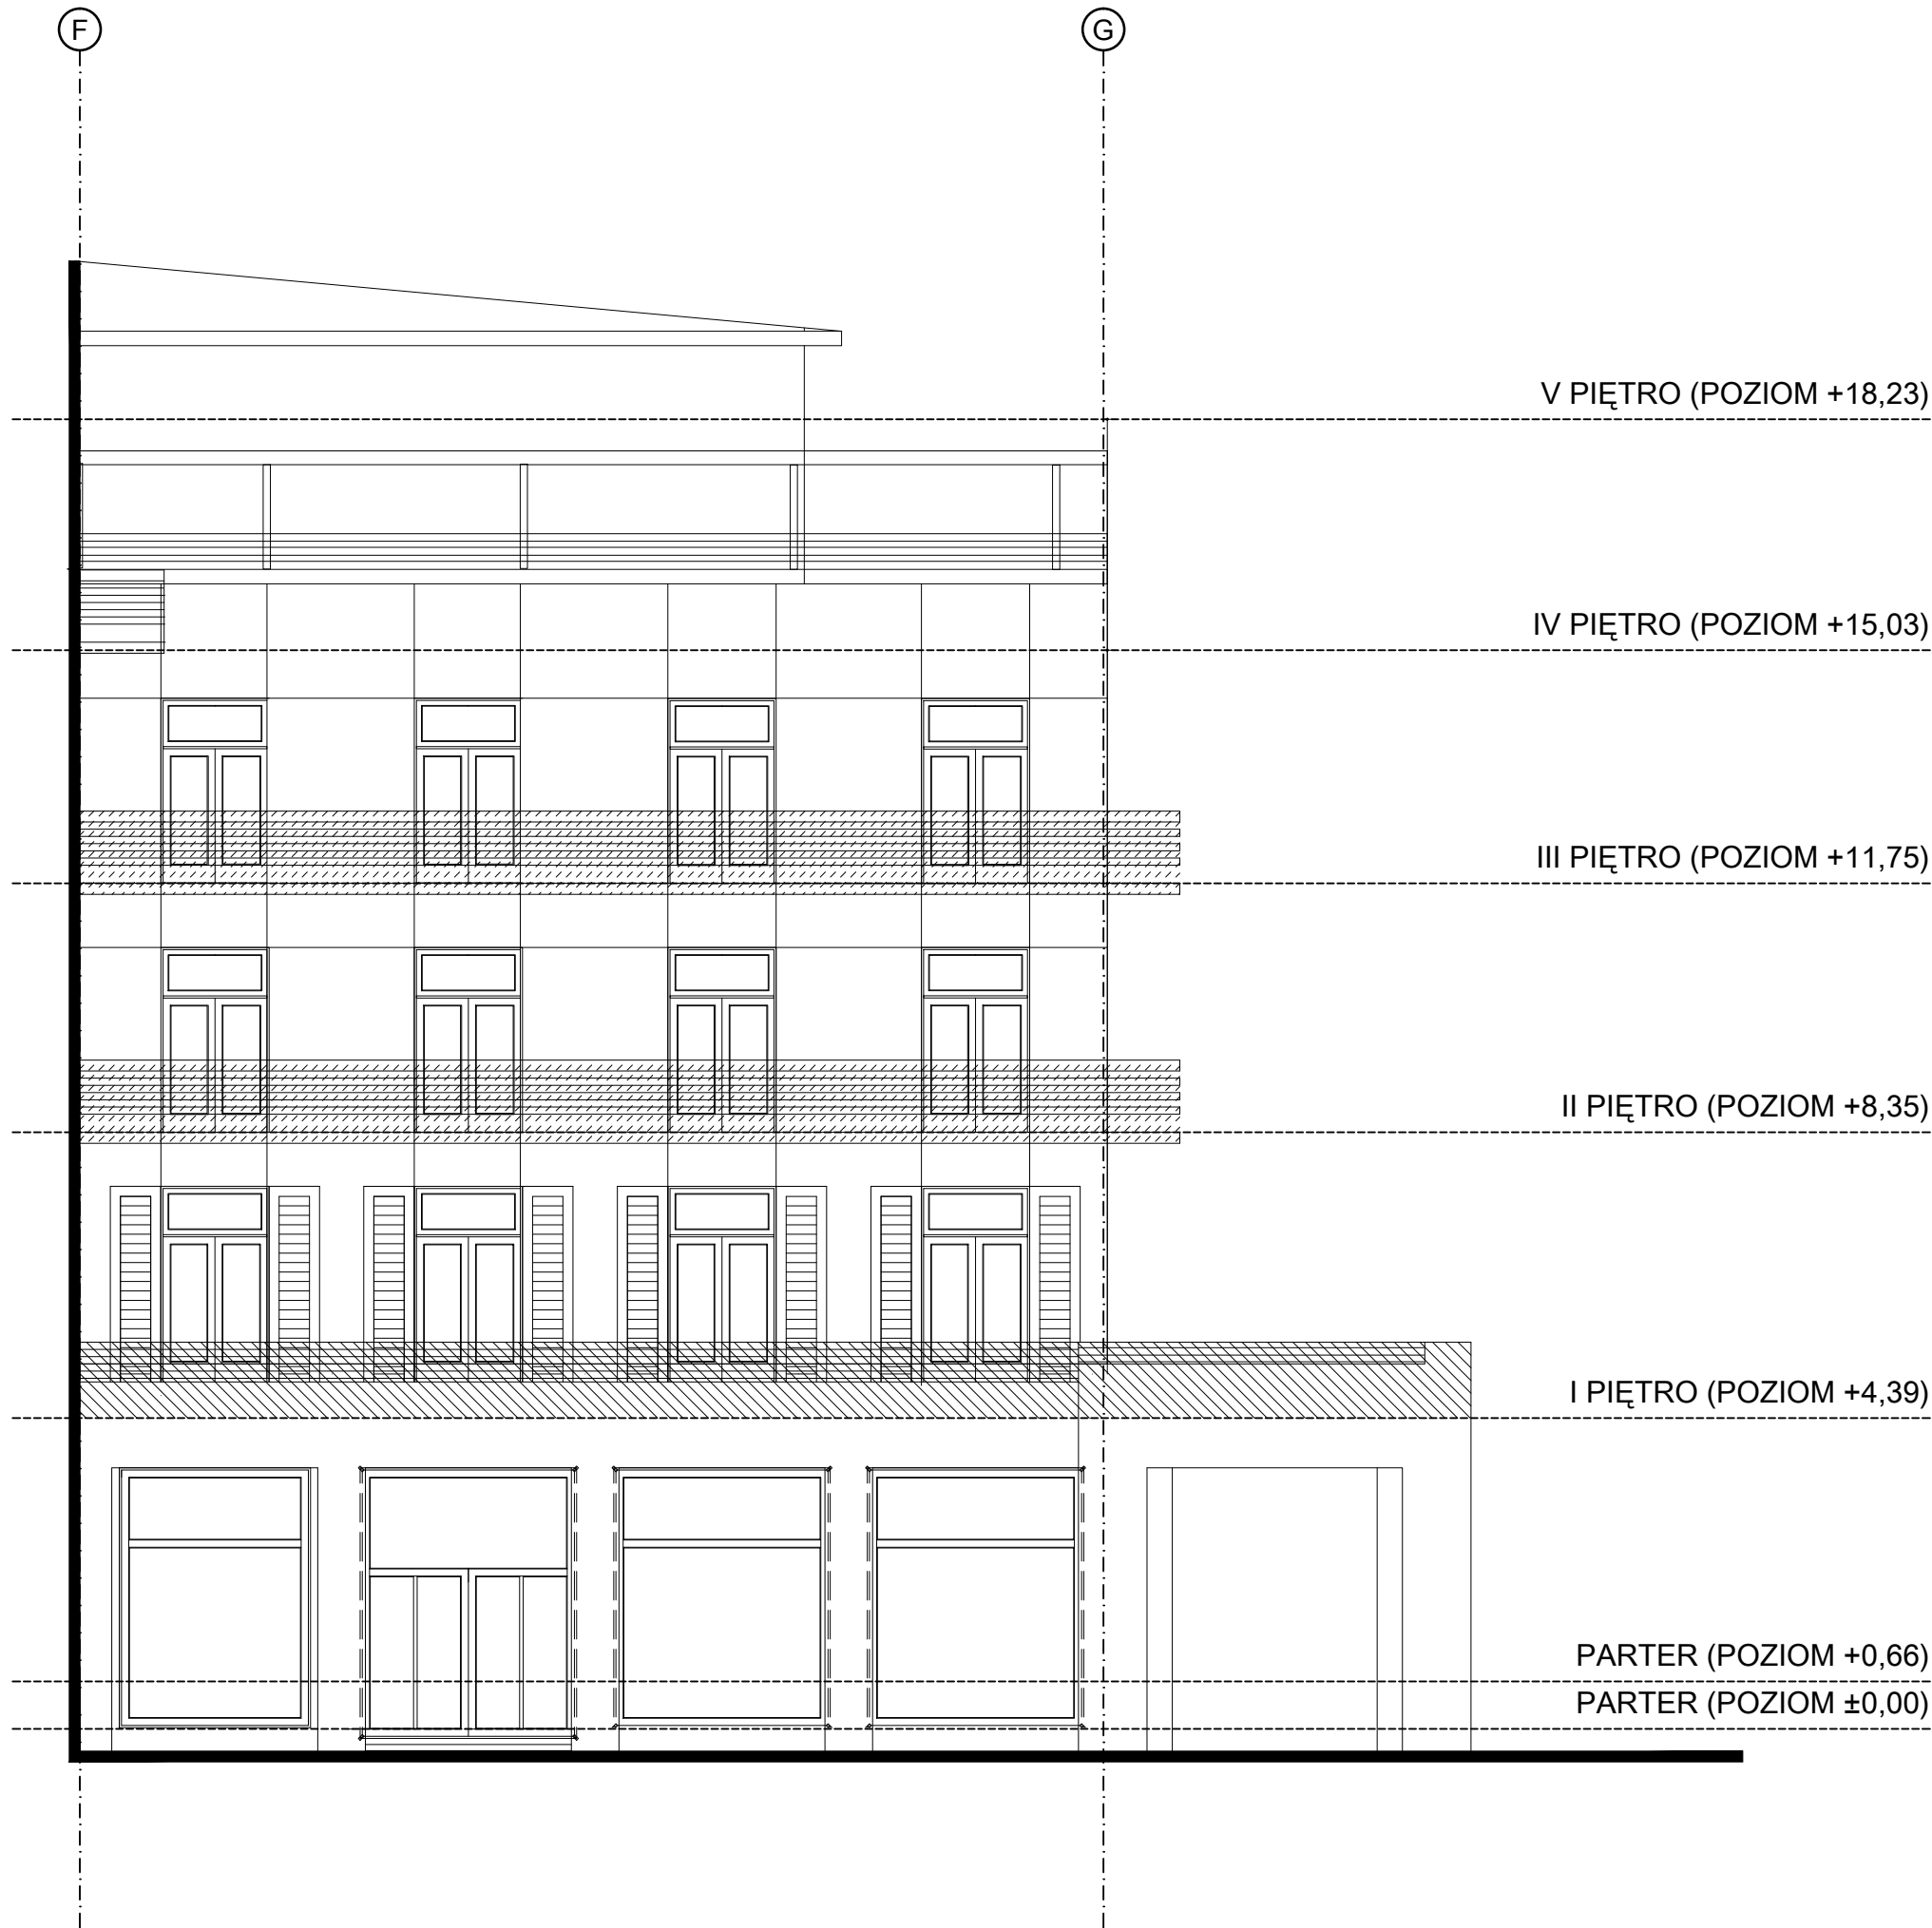 F
G
V PIĘTRO (POZIOM +18,23)
IV PIĘTRO (POZIOM +15,03)
III PIĘTRO (POZIOM +11,75)
II PIĘTRO (POZIOM +8,35)
I PIĘTRO (POZIOM +4,39)
PARTER (POZIOM +0,66)
PARTER (POZIOM ±0,00)